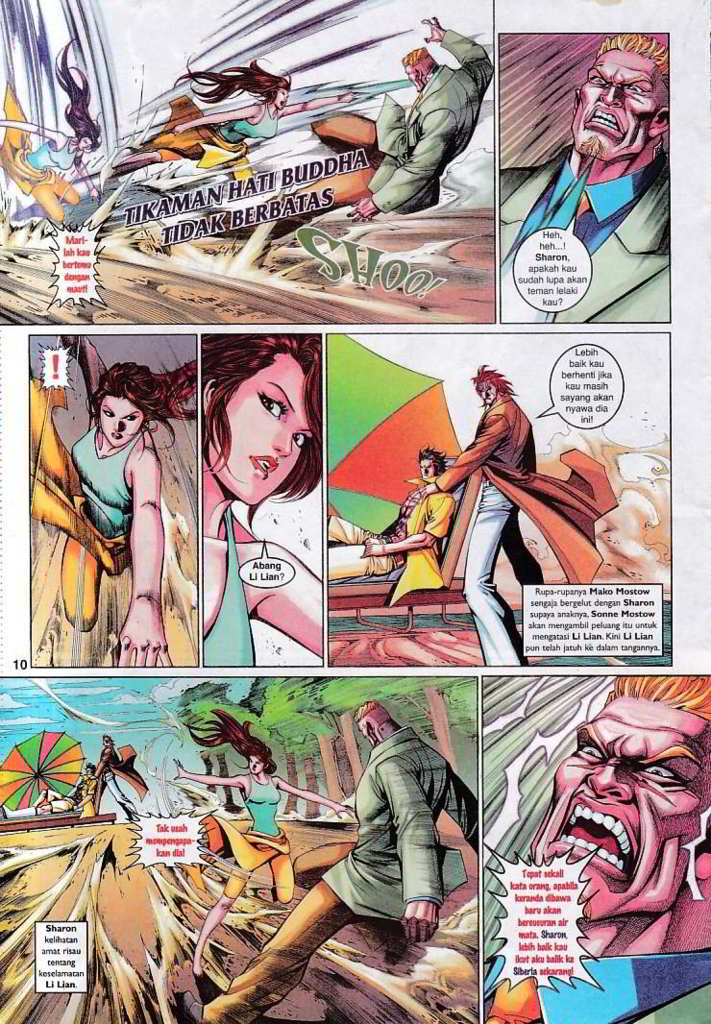 Mari-
lah kau
bertemu
dengan
maut!
TIKAMAN HATI BUDDHA
TIDAK BERBATAS
SHOO!
Heh,
heh...!
Sharon,
apakah kau
sudah lupa akan
teman lelaki
kau?
!
Abang
Li Lian?
Lebih
baik kau
berhenti jika
kau masih
sayang akan
nyawa dia
ini!
Rupa-rupanya Mako Mostow
sengaja bergelut dengan Sharon
supaya anaknya, Sonne Mostow
akan mengambil peluang itu untuk
mengatasi Li Lian. Kini Li Lian
pun telah jatuh ke dalam tangannya.
10
Tak usah
mempengapa-
kan dia!
Sharon
kelihatan
amat risau
tentang
keselamatan
Li Lian.
Tepat sekali
kata orang, apabila
keranda dibawa
baru akan
bercucuran air
mata. Sharon,
lebih baik kau
ikut aku balik ke
Siberia sekarang!